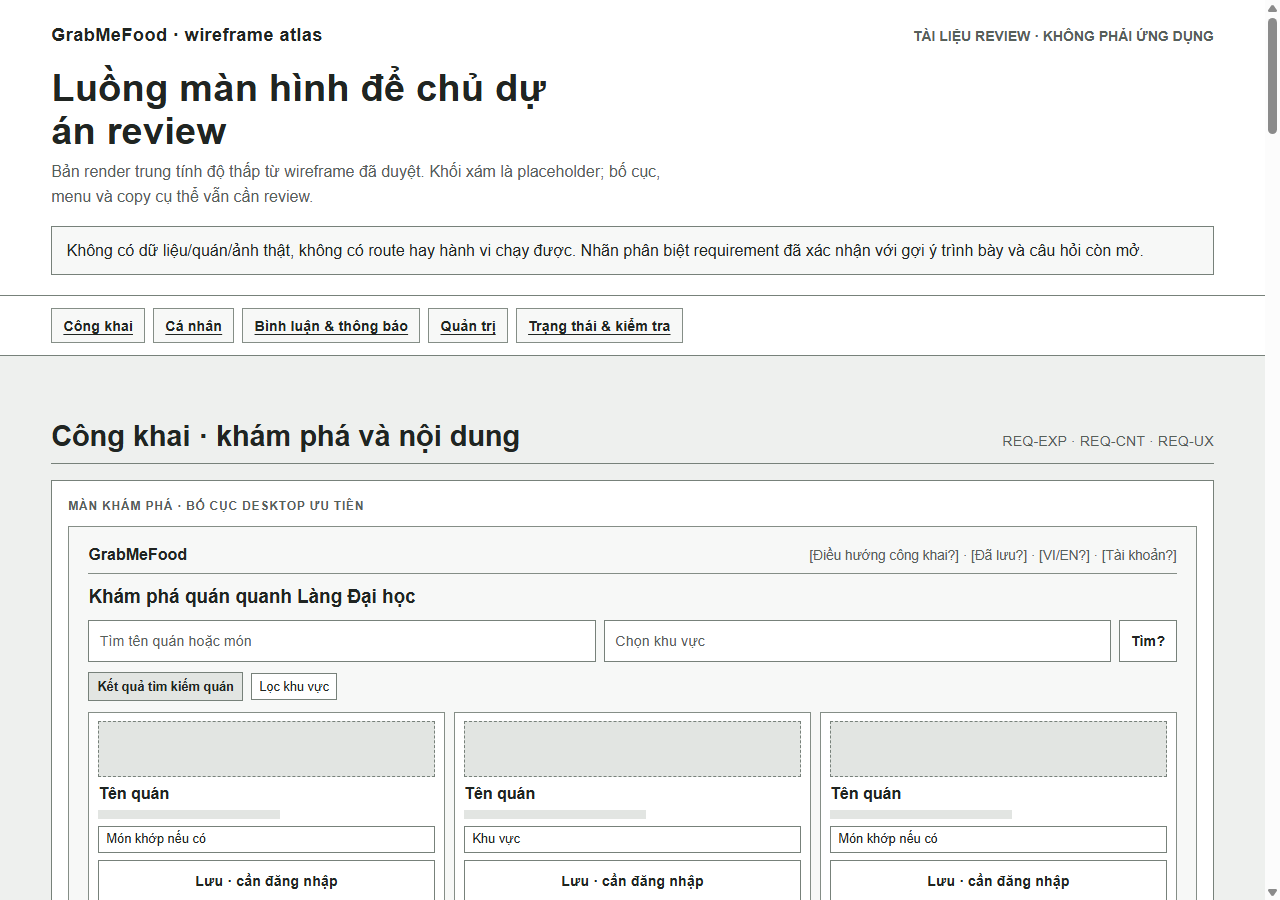 GrabMeFood · wireframe atlas
TÀI LIỆU REVIEW · KHÔNG PHẢI ỨNG DỤNG
Luồng màn hình để chủ dự
án review
Bản render trung tính độ thấp từ wireframe đã duyệt. Khối xám là placeholder; bố cục,
menu và copy cụ thể vẫn cần review.
Không có dữ liệu/quán/ảnh thật, không có route hay hành vi chạy được. Nhãn phân biệt requirement đã xác nhận với gợi ý trình bày và câu hỏi còn mở.
Công khai
Cá nhân
Bình luận & thông báo
Quản trị
Trạng thái & kiểm tra
Công khai · khám phá và nội dung
REQ-EXP · REQ-CNT · REQ-UX
MÀN KHÁM PHÁ · BỐ CỤC DESKTOP ƯU TIÊN
GrabMeFood
[Điều hướng công khai?] · [Đã lưu?] · [VI/EN?] · [Tài khoản?]
Khám phá quán quanh Làng Đại học
Tìm tên quán hoặc món
Chọn khu vực
Tìm?
Kết quả tìm kiếm quán
Lọc khu vực
Tên quán
Món khớp nếu có
Lưu · cần đăng nhập
Tên quán
Khu vực
Lưu · cần đăng nhập
Tên quán
Món khớp nếu có
Lưu · cần đăng nhập